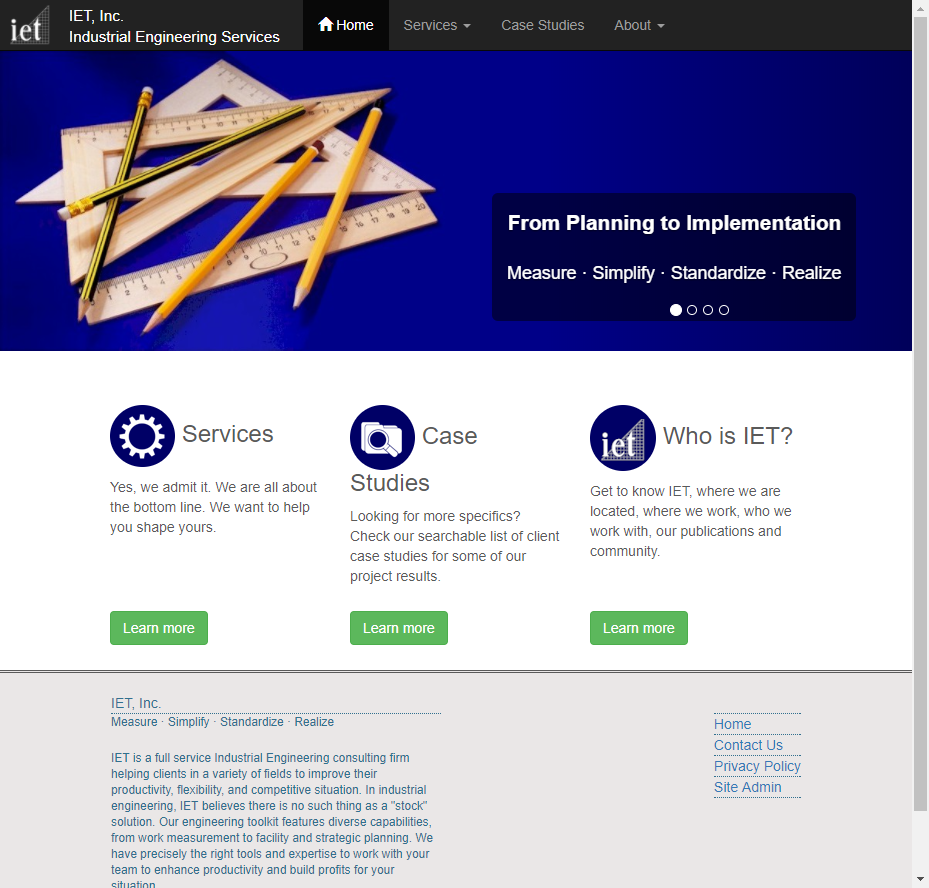 iet
IET, Inc.
Industrial Engineering Services
Home
Services
Case Studies
About
From Planning to Implementation
Measure · Simplify · Standardize · Realize
Services
Yes, we admit it. We are all about
the bottom line. We want to help
you shape yours.
Learn more
Case
Studies
Looking for more specifics?
Check our searchable list of client
case studies for some of our
project results.
Learn more
iet
Who is IET?
Get to know IET, where we are
located, where we work, who we
work with, our publications and
community.
Learn more
IET, Inc.
Measure · Simplify · Standardize · Realize
IET is a full service Industrial Engineering consulting firm
helping clients in a variety of fields to improve their
productivity, flexibility, and competitive situation. In industrial
engineering, IET believes there is no such thing as a "stock"
solution. Our engineering toolkit features diverse capabilities,
from work measurement to facility and strategic planning. We
have precisely the right tools and expertise to work with your
team to enhance productivity and build profits for your
situation.
Home
Contact Us
Privacy Policy
Site Admin